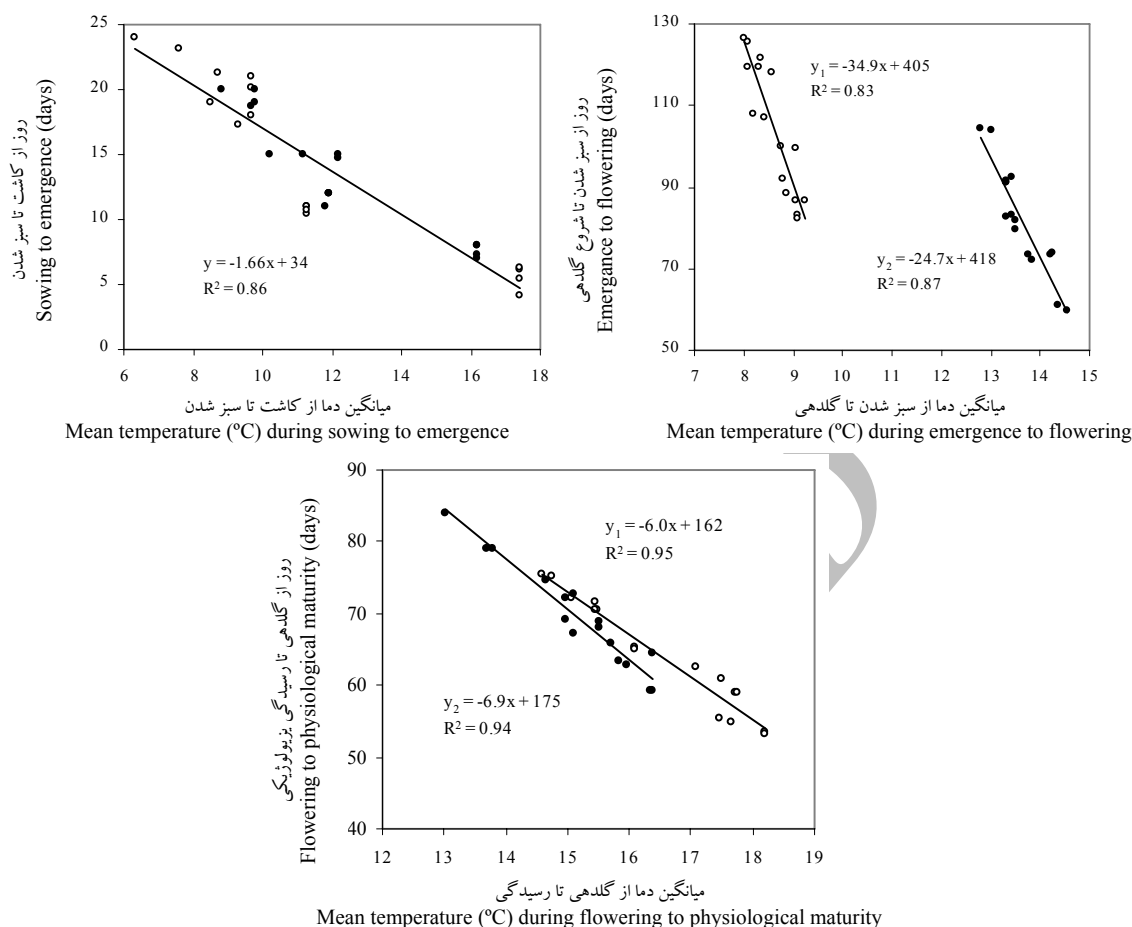 25
20
15
10
5
0
روز از کاشت تا سبز شدن
Sowing to emergence (days)
y = -1.66x + 34
R² = 0.86
6 8 10 12 14 16 18
میانگین دما از کاشت تا سبز شدن
Mean temperature (ºC) during sowing to emergence
130
110
90
70
50
روز از سبز شدن تا شروع گلدهی
Emergance to flowering (days)
y₁ = -34.9x + 405
R² = 0.83
y₂ = -24.7x + 418
R² = 0.87
7 8 9 10 11 12 13 14 15
میانگین دما از سبز شدن تا گلدهی
Mean temperature (ºC) during emergence to flowering
90
80
70
60
50
40
روز از گلدهی تا رسیدگی یزیولوژیکی
Flowering to physiological maturity (days)
y₁ = -6.0x + 162
R² = 0.95
y₂ = -6.9x + 175
R² = 0.94
12 13 14 15 16 17 18 19
میانگین دما از گلدهی تا رسیدگی
Mean temperature (ºC) during flowering to physiological maturity